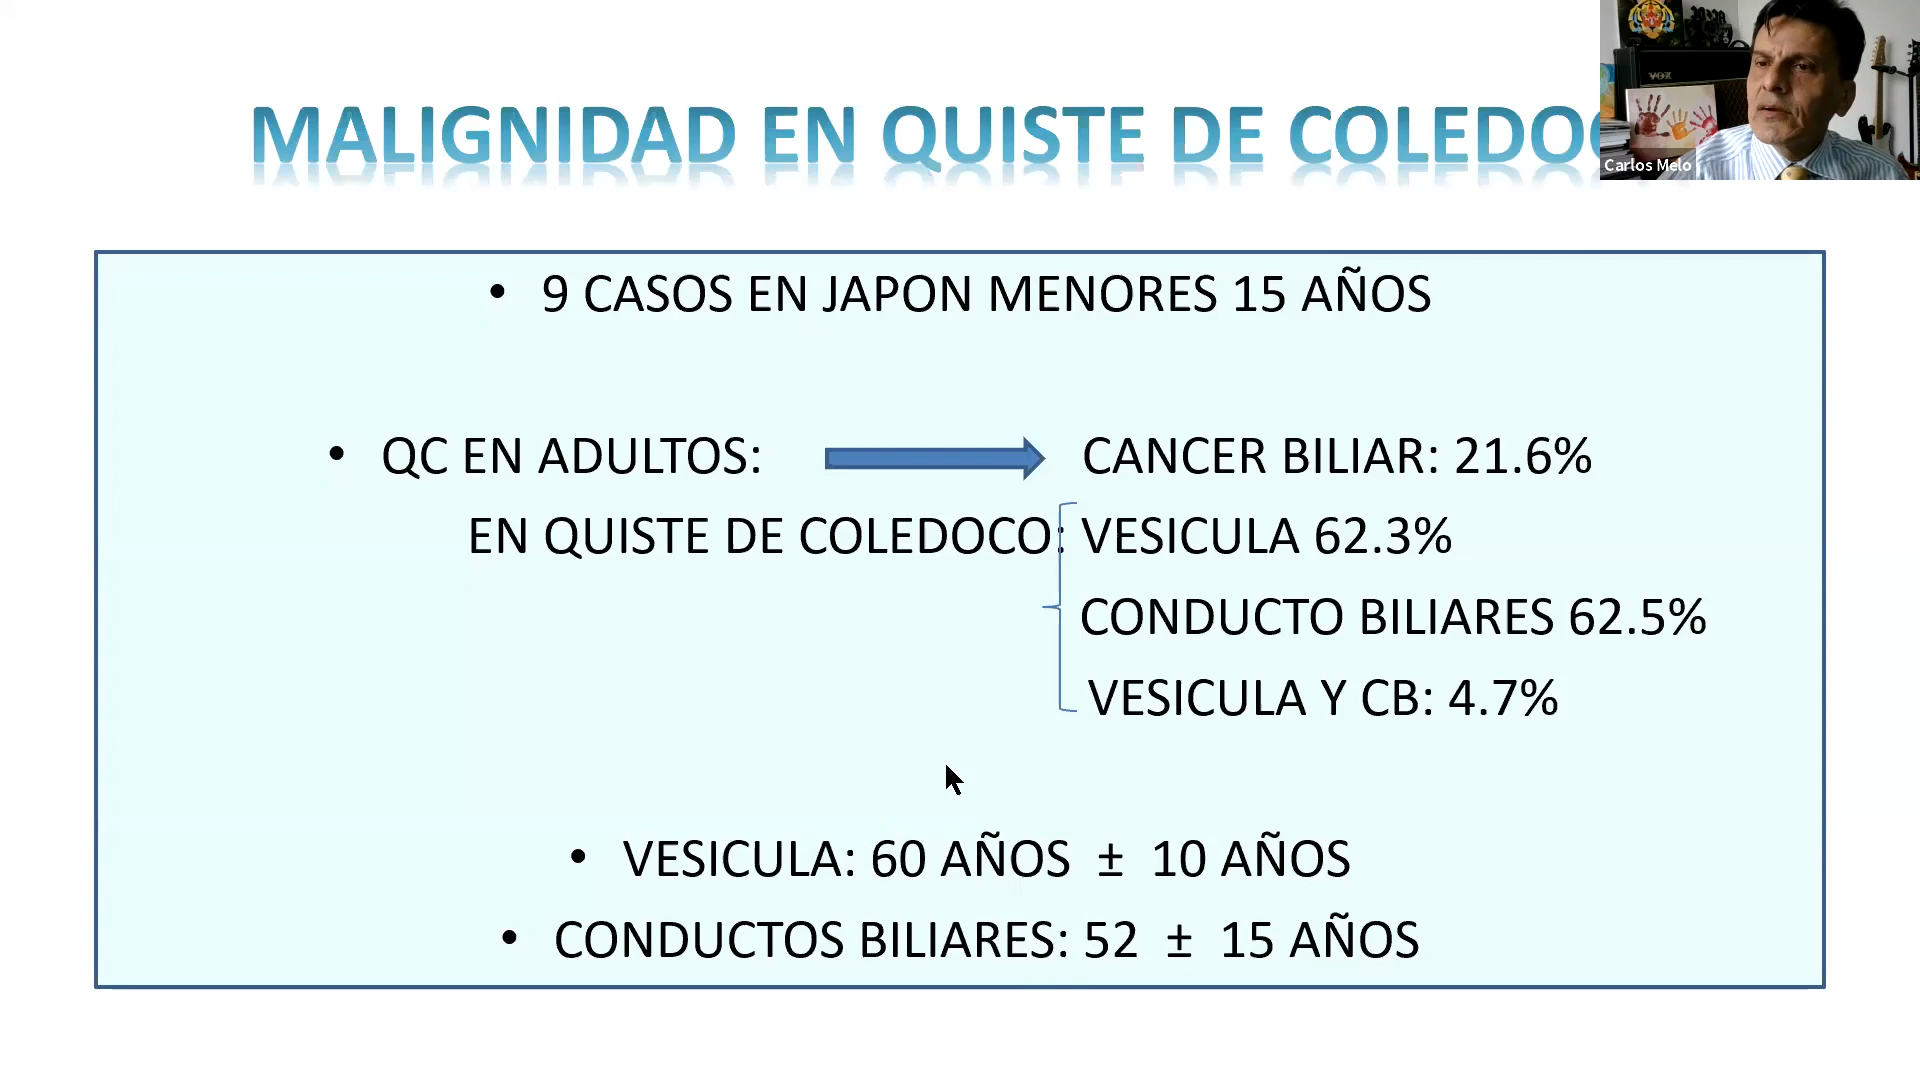 MALIGNIDAD EN QUISTE DE
VOX
Carlos Melo
• 9 CASOS EN JAPON MENORES 15 AÑOS
• QC EN ADULTOS: CANCER BILIAR: 21.6%
EN QUISTE DE COLEDOCO: VESICULA 62.3%
CONDUCTO BILIARES 62.5%
VESICULA Y CB: 4.7%
• VESICULA: 60 AÑOS ± 10 AÑOS
• CONDUCTOS BILIARES: 52 ± 15 AÑOS